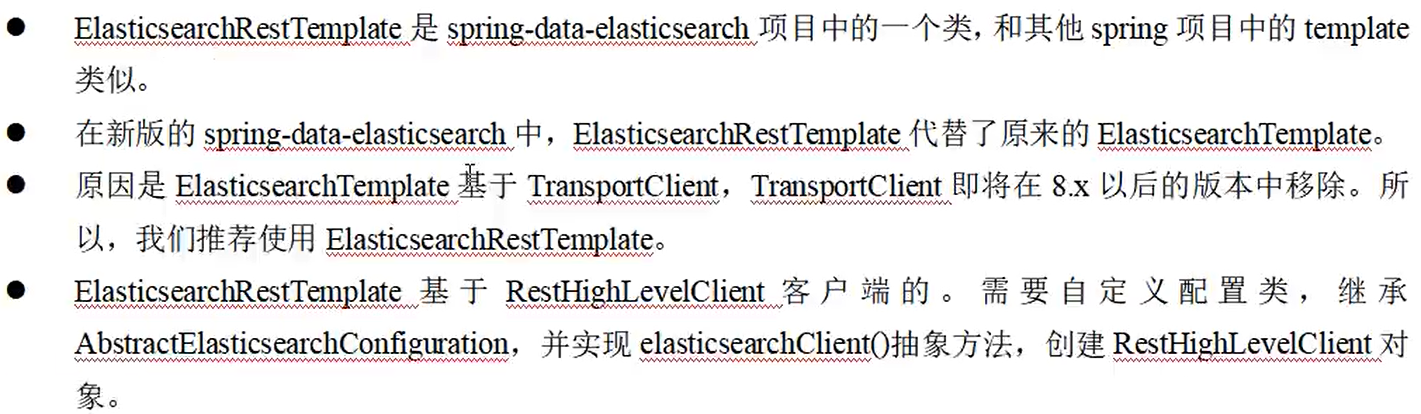 ● ElasticsearchRestTemplate 是 spring-data-elasticsearch 项目中的一个类,和其他 spring 项目中的 template
类似。
● 在新版的 spring-data-elasticsearch 中，ElasticsearchRestTemplate 代替了原来的 ElasticsearchTemplate。
● 原因是 ElasticsearchTemplate 基于 TransportClient，TransportClient 即将在 8.x 以后的版本中移除。所
以，我们推荐使用 ElasticsearchRestTemplate。
● ElasticsearchRestTemplate 基于 RestHighLevelClient 客户端的。需要自定义配置类，继承
AbstractElasticsearchConfiguration，并实现 elasticsearchClient()抽象方法，创建 RestHighLevelClient 对
象。